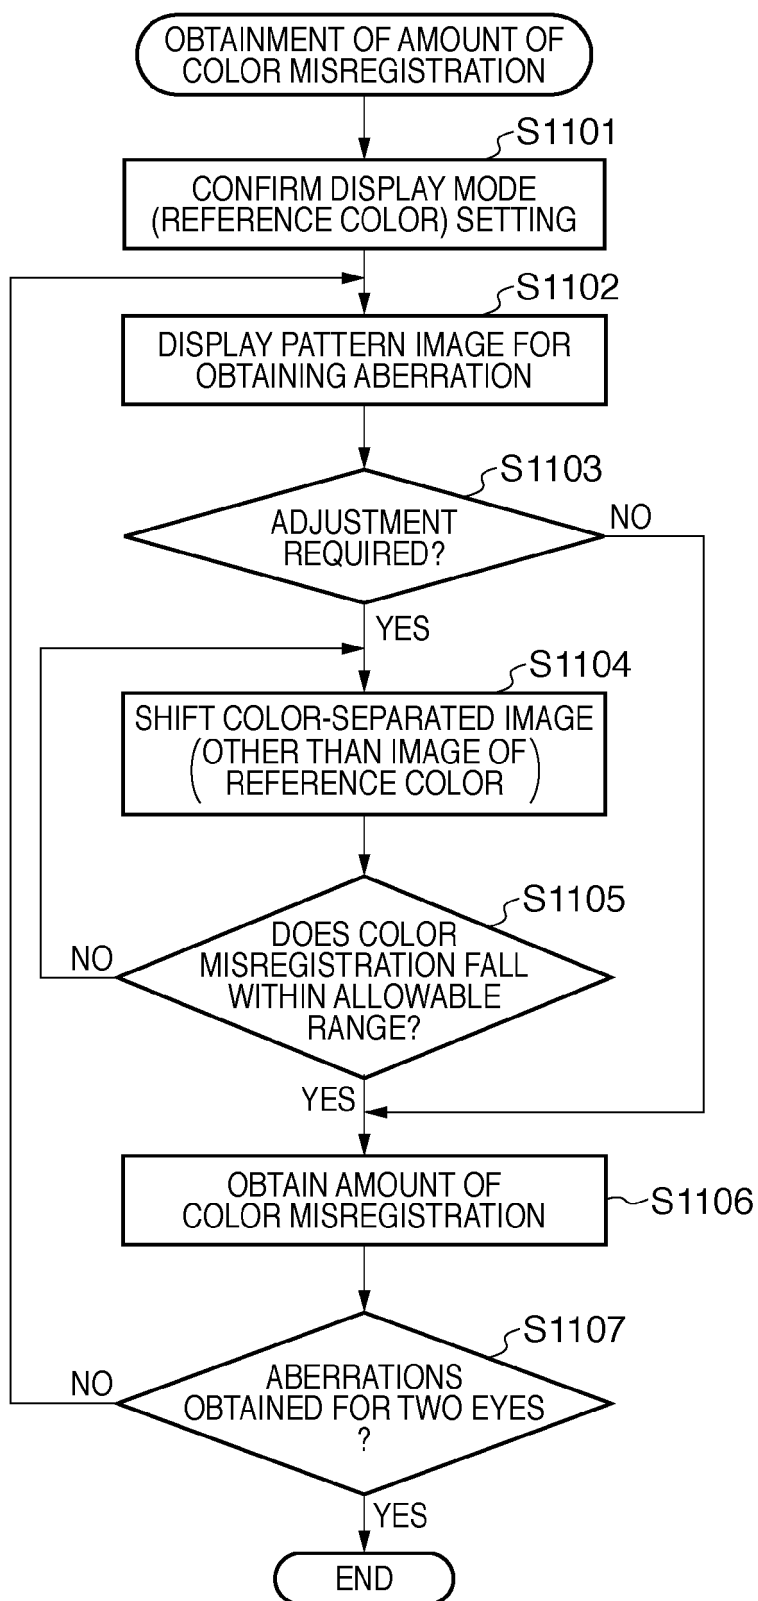 OBTAINMENT OF AMOUNT OF
COLOR MISREGISTRATION
S1101
CONFIRM DISPLAY MODE
(REFERENCE COLOR) SETTING
S1102
DISPLAY PATTERN IMAGE FOR
OBTAINING ABERRATION
S1103
ADJUSTMENT
REQUIRED?
NO
YES
S1104
SHIFT COLOR-SEPARATED IMAGE
(OTHER THAN IMAGE OF
REFERENCE COLOR)
S1105
DOES COLOR
MISREGISTRATION FALL
WITHIN ALLOWABLE
RANGE?
NO
YES
OBTAIN AMOUNT OF
COLOR MISREGISTRATION
S1106
S1107
ABERRATIONS
OBTAINED FOR TWO EYES
?
NO
YES
END